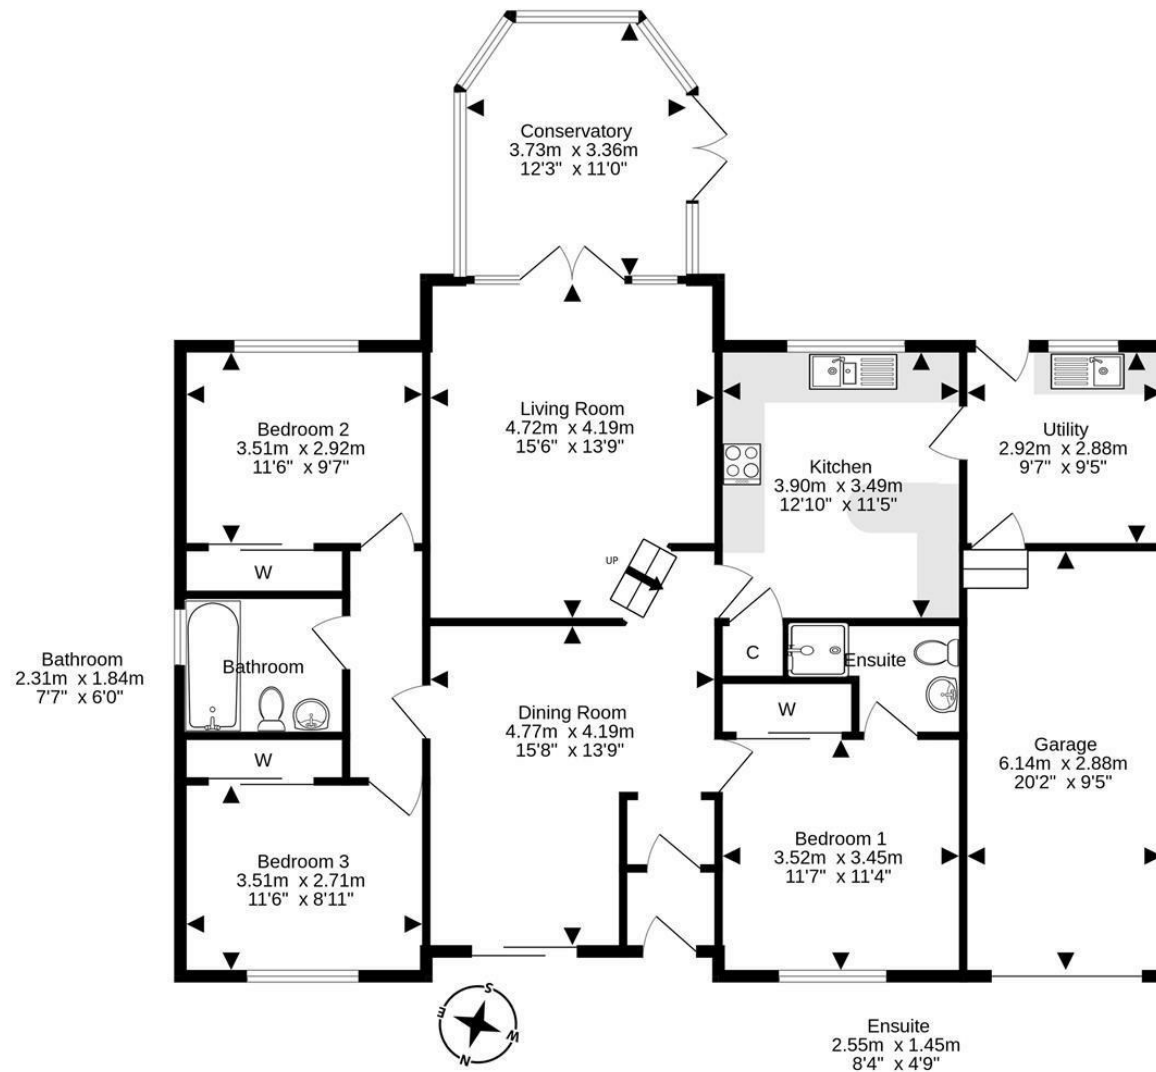 Conservatory
3.73m x 3.36m
12'3" x 11'0"
Living Room
4.72m x 4.19m
15'6" x 13'9"
Bedroom 2
3.51m x 2.92m
11'6" x 9'7"
Utility
2.92m x 2.88m
9'7" x 9'5"
Kitchen
3.90m x 3.49m
12'10" x 11'5"
UP
W
Bathroom
2.31m x 1.84m
7'7" x 6'0"
Bathroom
C
Ensuite
W
W
Dining Room
4.77m x 4.19m
15'8" x 13'9"
Garage
6.14m x 2.88m
20'2" x 9'5"
Bedroom 1
3.52m x 3.45m
11'7" x 11'4"
Bedroom 3
3.51m x 2.71m
11'6" x 8'11"
S
E
W
N
Ensuite
2.55m x 1.45m
8'4" x 4'9"